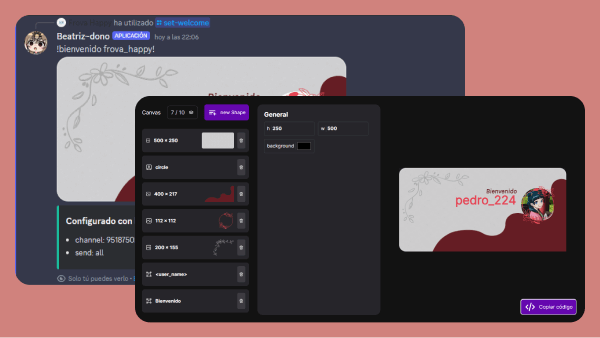 ha utilizado # set-welcome
Beatriz-dono APLICACIÓN hoy a las 22:06
!bienvenido frova_happy!
Bienvenido
Configurado con
channel: 9518750
send: all
Solo tú puedes verlo •
Canvas 7 / 10 new Shape
500 × 250
circle
400 × 217
112 × 112
200 × 155
<user_name>
Bienvenido
General
h 250 w 500
background
Bienvenido
pedro_224
Copiar código